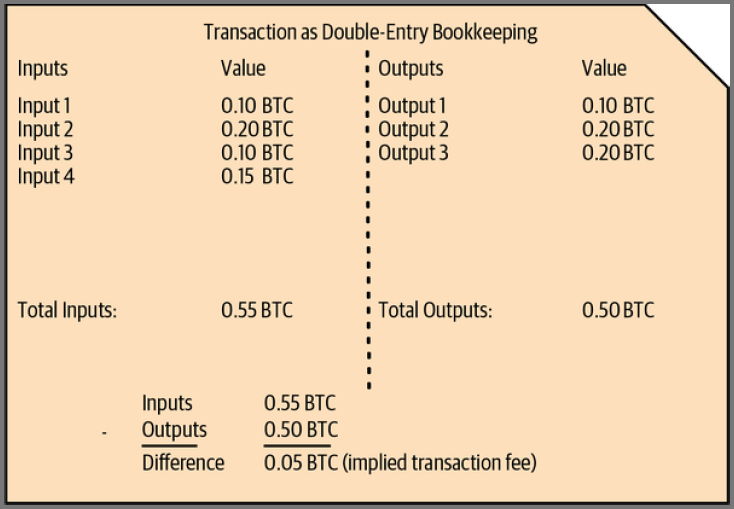 Transaction as Double-Entry Bookkeeping
Inputs Value Outputs Value
Input 1 0.10 BTC Output 1 0.10 BTC
Input 2 0.20 BTC Output 2 0.20 BTC
Input 3 0.10 BTC Output 3 0.20 BTC
Input 4 0.15 BTC
Total Inputs: 0.55 BTC Total Outputs: 0.50 BTC
Inputs 0.55 BTC
- Outputs 0.50 BTC
Difference 0.05 BTC (implied transaction fee)